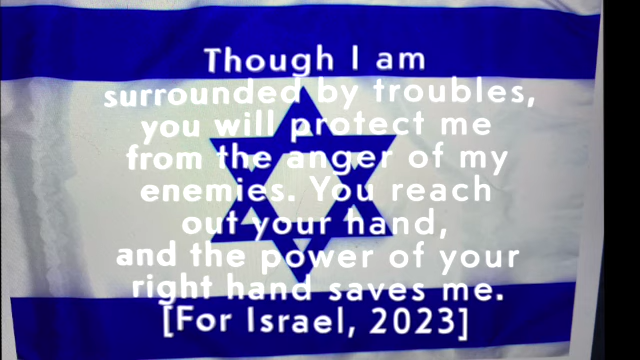 Though I am
surrounded by troubles,
you will protect me
from the anger of my
enemies. You reach
out your hand,
and the power of your
right hand saves me.
[For Israel, 2023]